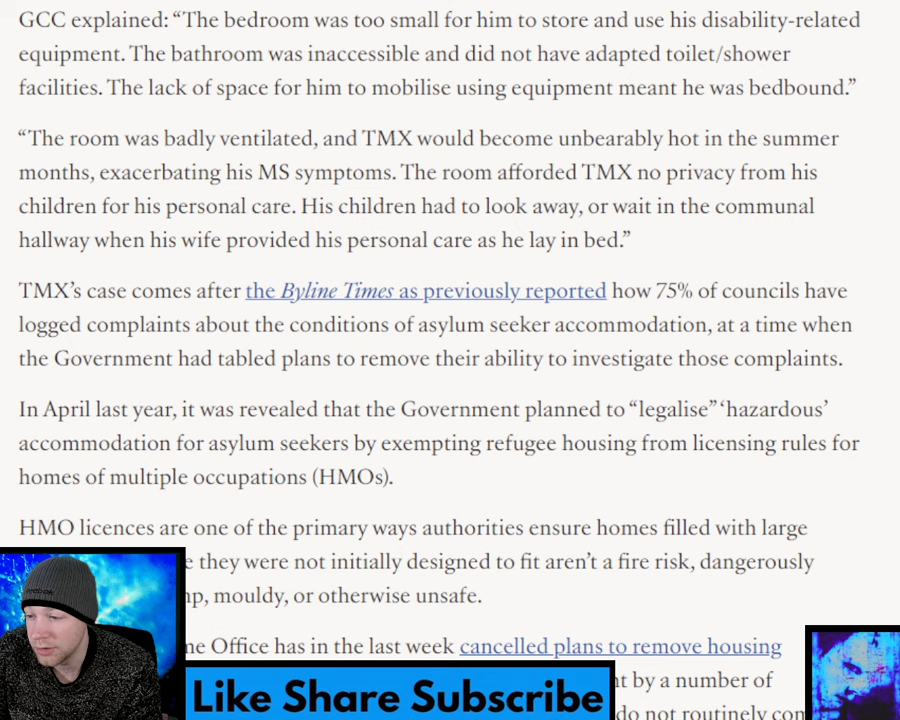 GCC explained: “The bedroom was too small for him to store and use his disability-related
equipment. The bathroom was inaccessible and did not have adapted toilet/shower
facilities. The lack of space for him to mobilise using equipment meant he was bedbound.”
“The room was badly ventilated, and TMX would become unbearably hot in the summer
months, exacerbating his MS symptoms. The room afforded TMX no privacy from his
children for his personal care. His children had to look away, or wait in the communal
hallway when his wife provided his personal care as he lay in bed.”
TMX’s case comes after the Byline Times as previously reported how 75% of councils have
logged complaints about the conditions of asylum seeker accommodation, at a time when
the Government had tabled plans to remove their ability to investigate those complaints.
In April last year, it was revealed that the Government planned to “legalise” ‘hazardous’
accommodation for asylum seekers by exempting refugee housing from licensing rules for
homes of multiple occupations (HMOs).
HMO licences are one of the primary ways authorities ensure homes filled with large
they were not initially designed to fit aren’t a fire risk, dangerously
mouldy, or otherwise unsafe.
Office has in the last week cancelled plans to remove housing
by a number of
do not routinely
Like Share Subscribe
reebok